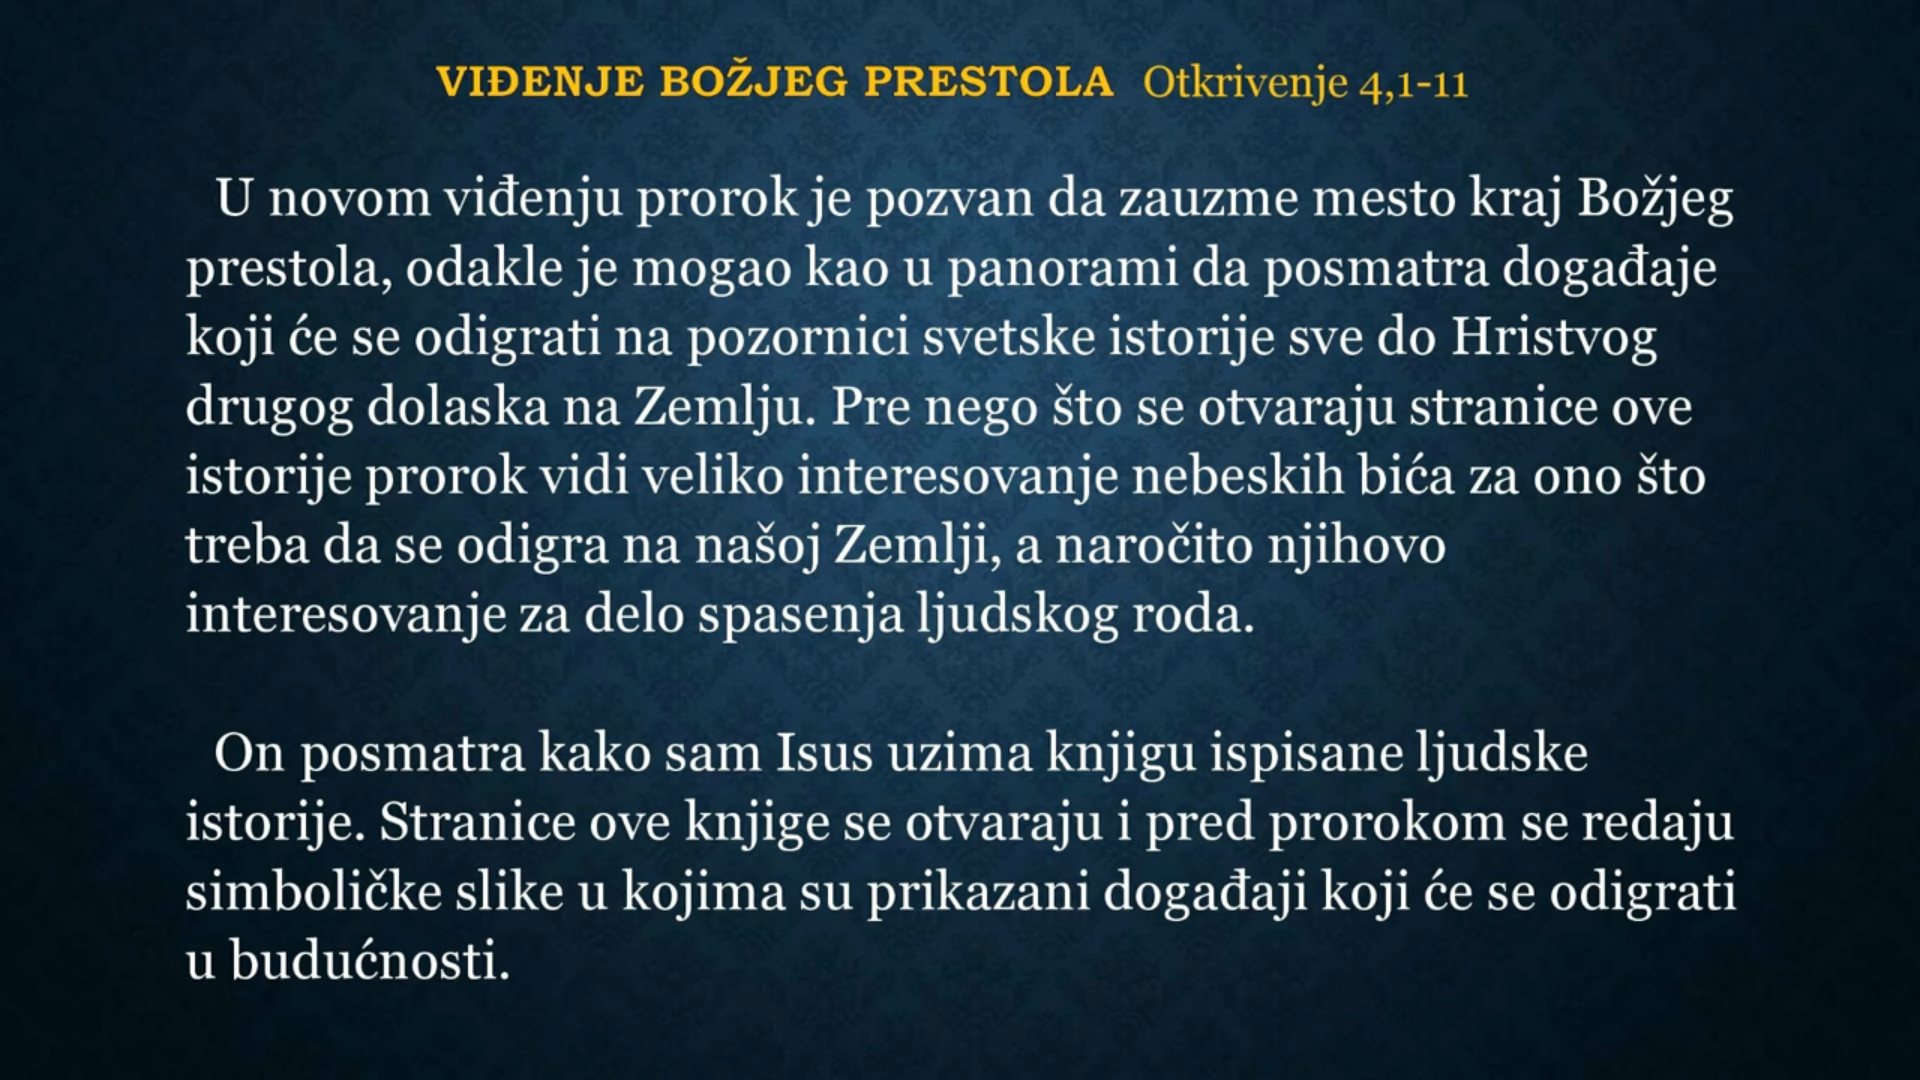 VIĐENJE BOŽJEG PRESTOLA Otkrivenje 4,1-11
U novom viđenju prorok je pozvan da zauzme mesto kraj Božjeg
prestola, odakle je mogao kao u panorami da posmatra događaje
koji će se odigrati na pozornici svetske istorije sve do Hristvog
drugog dolaska na Zemlju. Pre nego što se otvaraju stranice ove
istorije prorok vidi veliko interesovanje nebeskih bića za ono što
treba da se odigra na našoj Zemlji, a naročito njihovo
interesovanje za delo spasenja ljudskog roda.
On posmatra kako sam Isus uzima knjigu ispisane ljudske
istorije. Stranice ove knjige se otvaraju i pred prorokom se redaju
simboličke slike u kojima su prikazani događaji koji će se odigrati
u budućnosti.